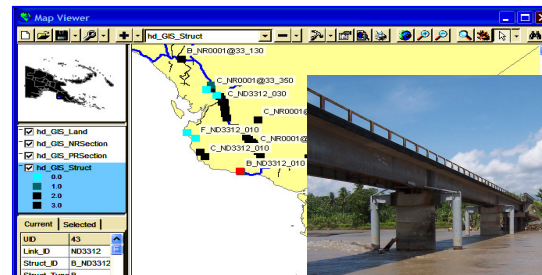 Map Viewer
hd_GIS_Struct
B_NR0001@33_130
C_NR0001@33_350
C_ND3312_030
C_NR0001@
F_ND3312_010
C_NR0001@
C_ND3312_010
B_ND3312_010
hd_GIS_Land
hd_GIS_NRSection
hd_GIS_PRSection
hd_GIS_Struct
0.0
1.0
2.0
3.0
Current Selected
UID 43
Link_ID ND3312
Struct_ID B_ND3312
Struct_Type B